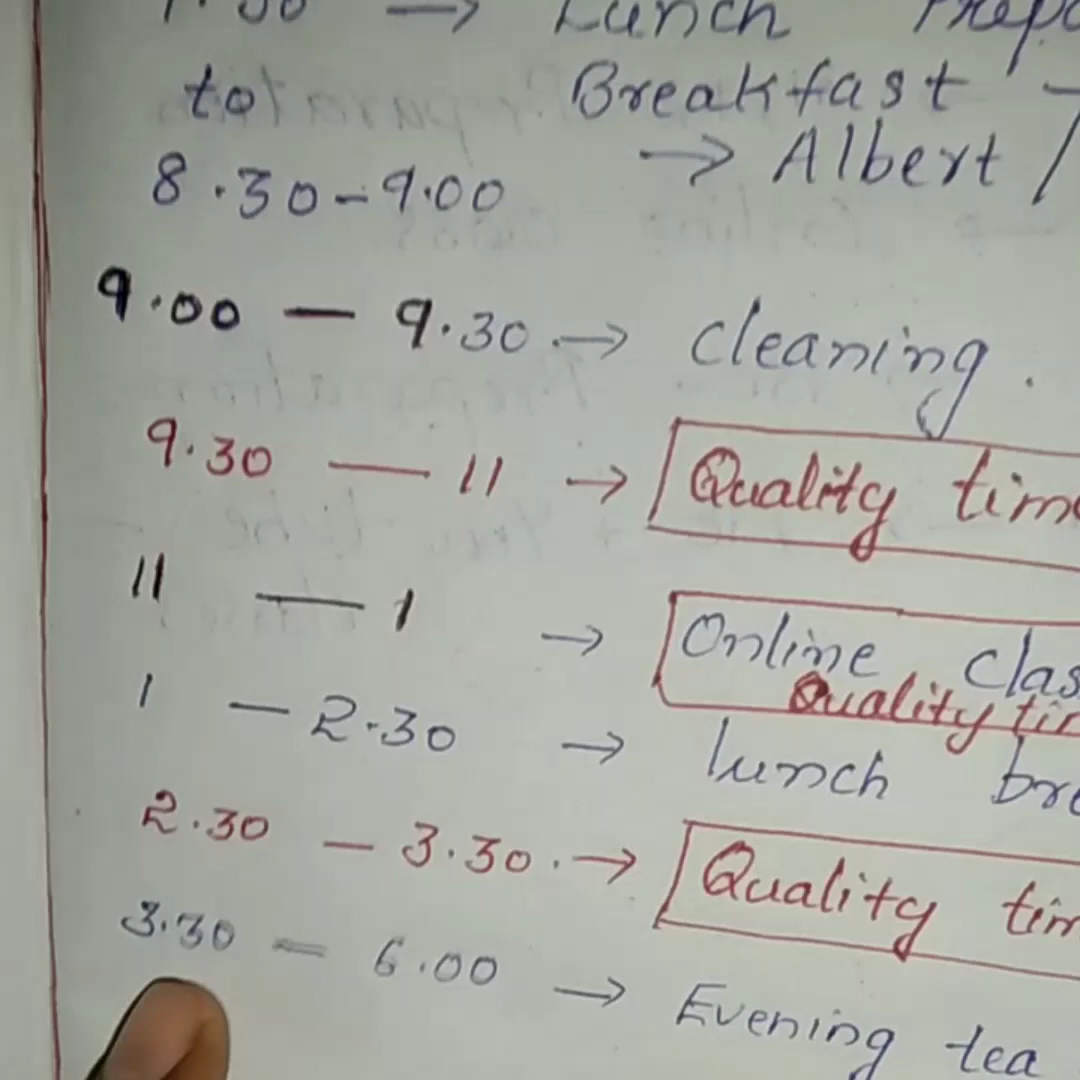 → Lunch
to Breakfast
8.30-9.00 → Albert /
9.00 — 9.30 → cleaning.
9.30 — 11 → Quality
11 — 1 → Online
Quality
1 — 2.30 → lunch
2.30 — 3.30. → Quality
3.30 — 6.00 → Evening tea